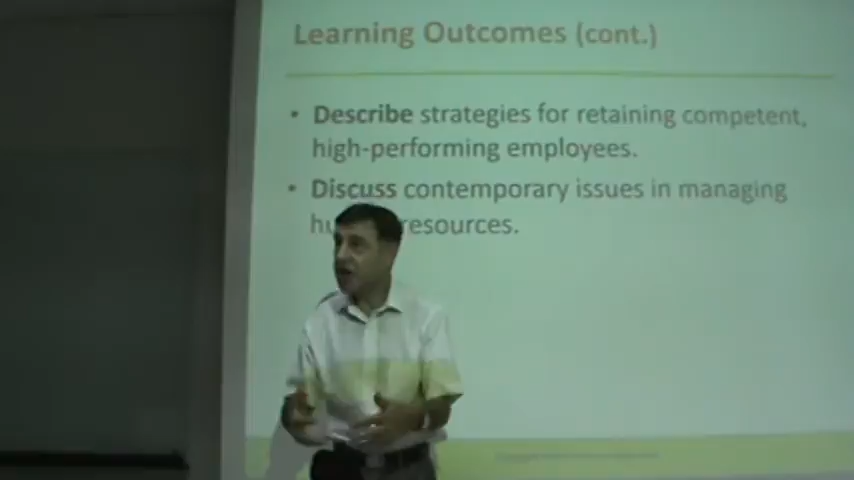 Learning Outcomes (cont.)
• Describe strategies for retaining competent,
high-performing employees.
• Discuss contemporary issues in managing
hu resources.